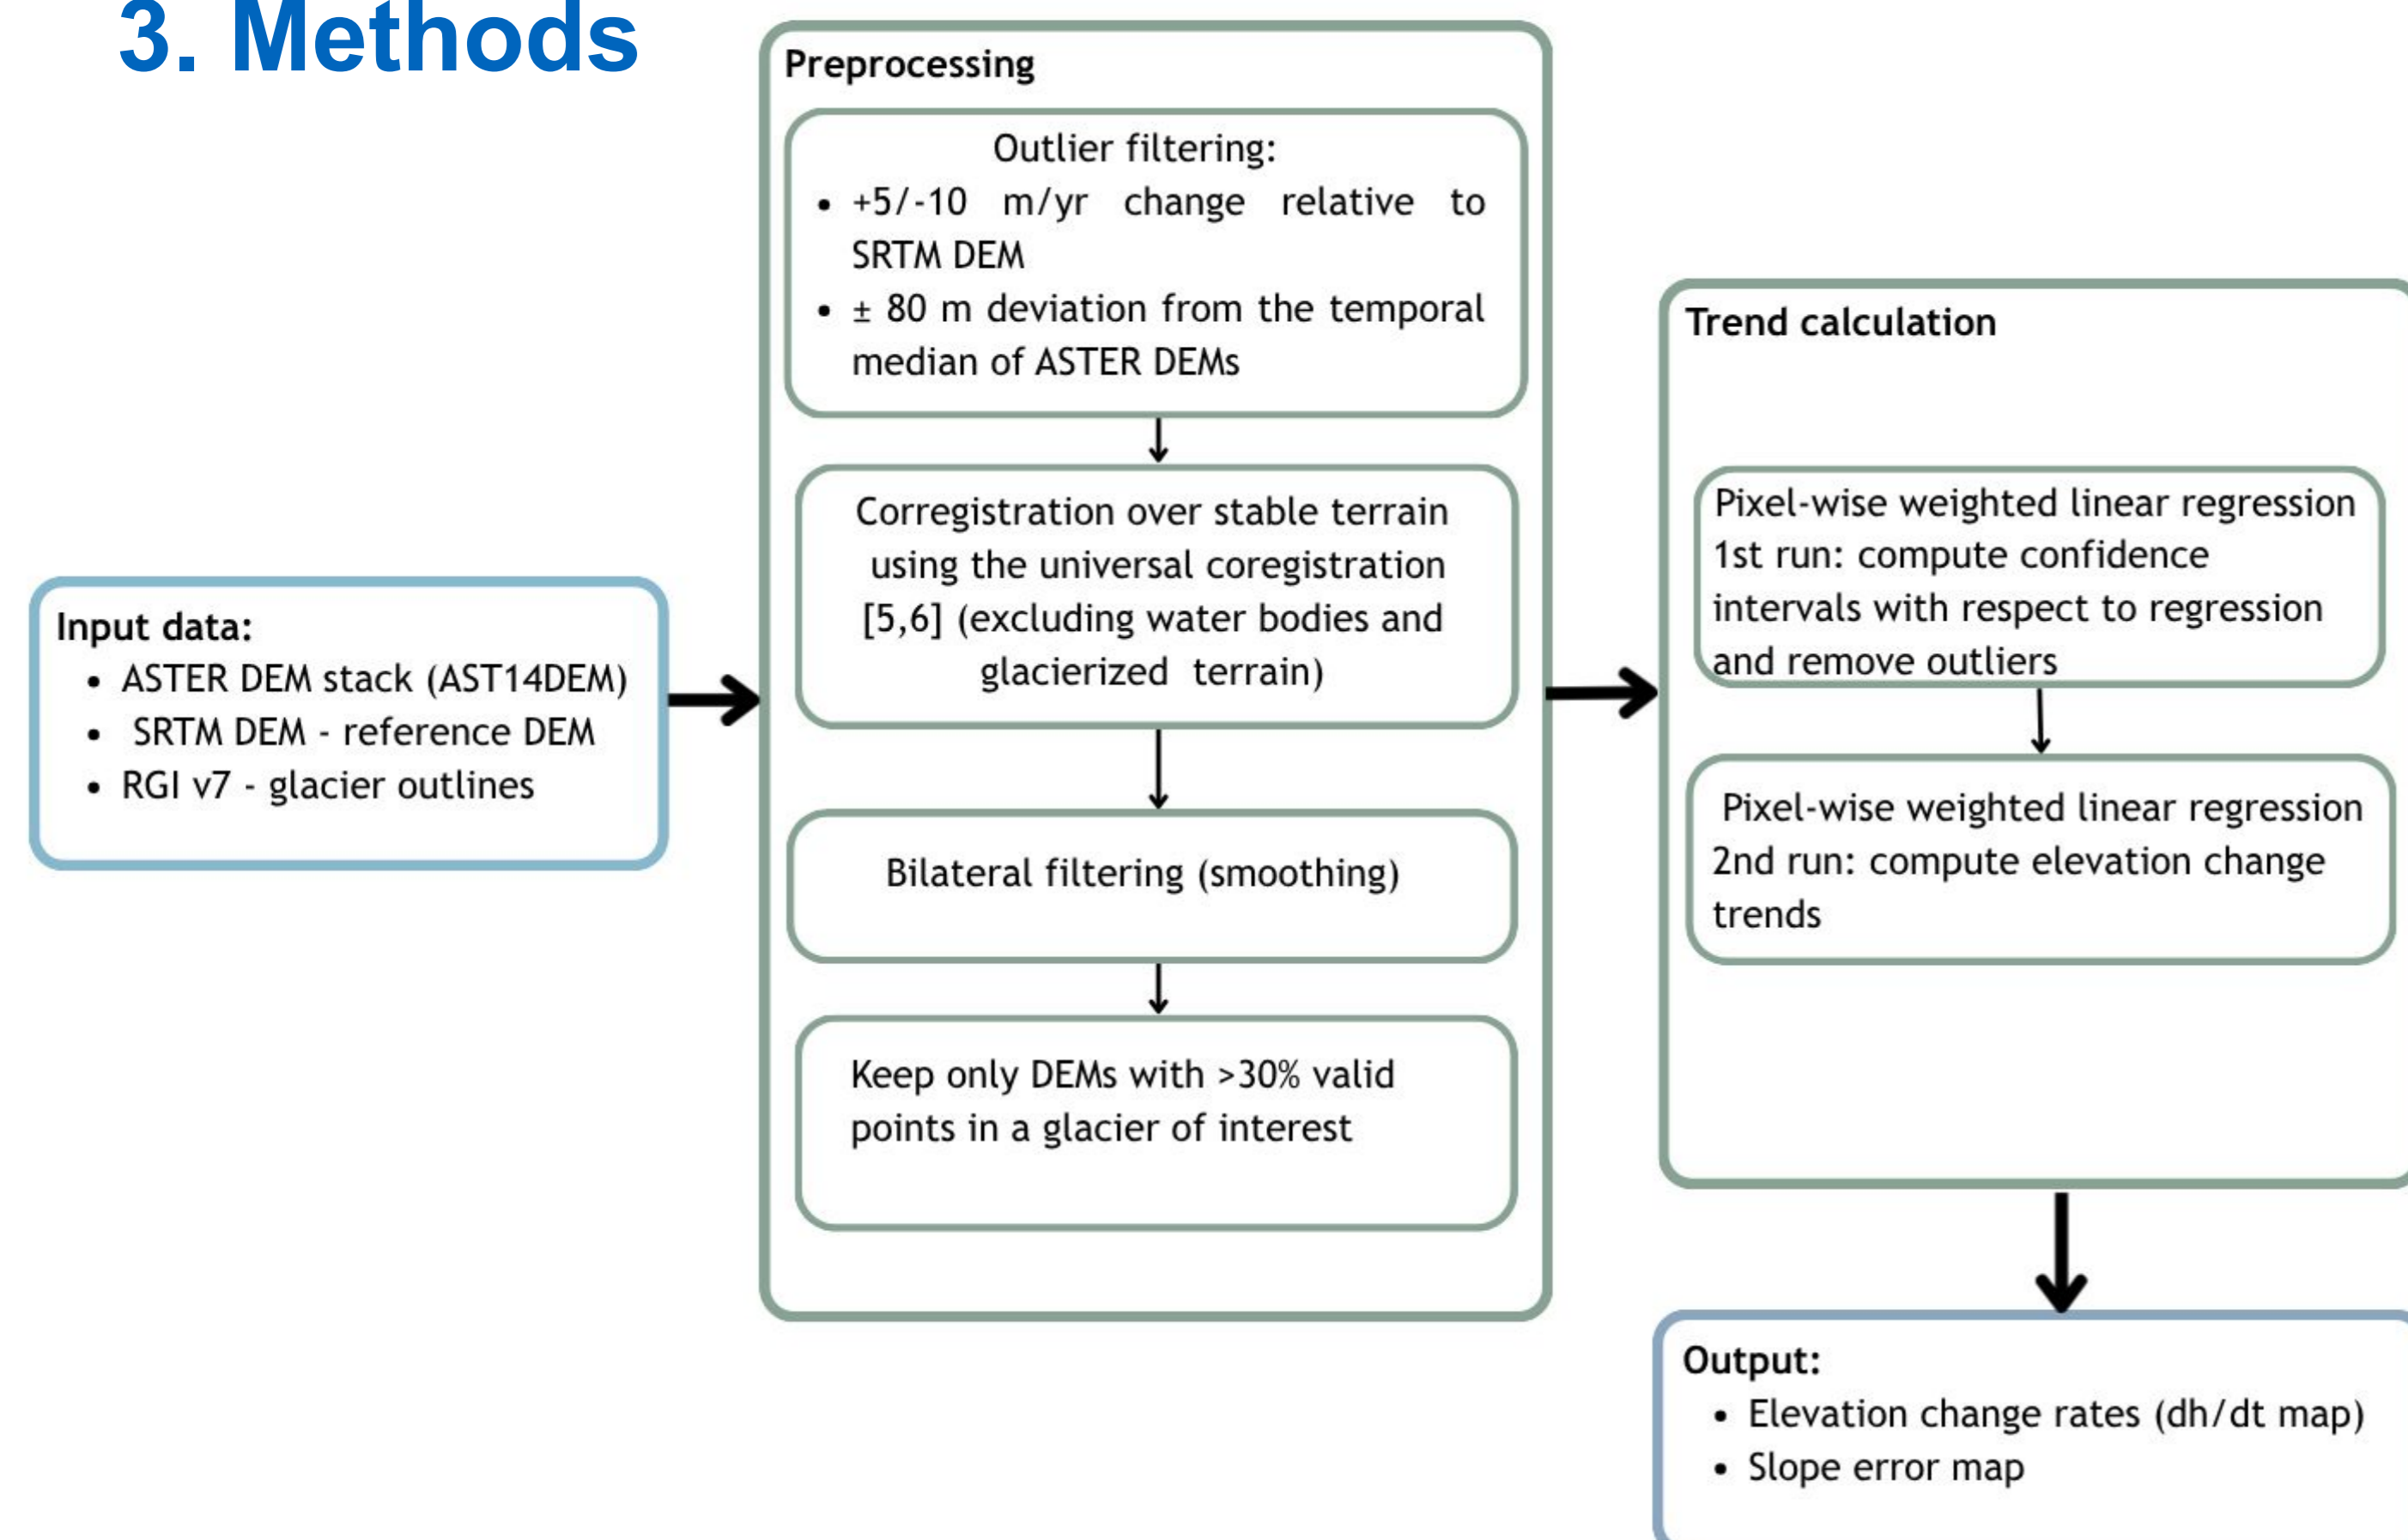 3. Methods
Input data:
• ASTER DEM stack (AST14DEM)
• SRTM DEM - reference DEM
• RGI v7 - glacier outlines
Preprocessing
Outlier filtering:
• +5/-10 m/yr change relative to
SRTM DEM
• ± 80 m deviation from the temporal
median of ASTER DEMs
Corregistration over stable terrain
using the universal coregistration
[5,6] (excluding water bodies and
glacierized terrain)
Bilateral filtering (smoothing)
Keep only DEMs with >30% valid
points in a glacier of interest
Trend calculation
Pixel-wise weighted linear regression
1st run: compute confidence
intervals with respect to regression
and remove outliers
Pixel-wise weighted linear regression
2nd run: compute elevation change
trends
Output:
• Elevation change rates (dh/dt map)
• Slope error map